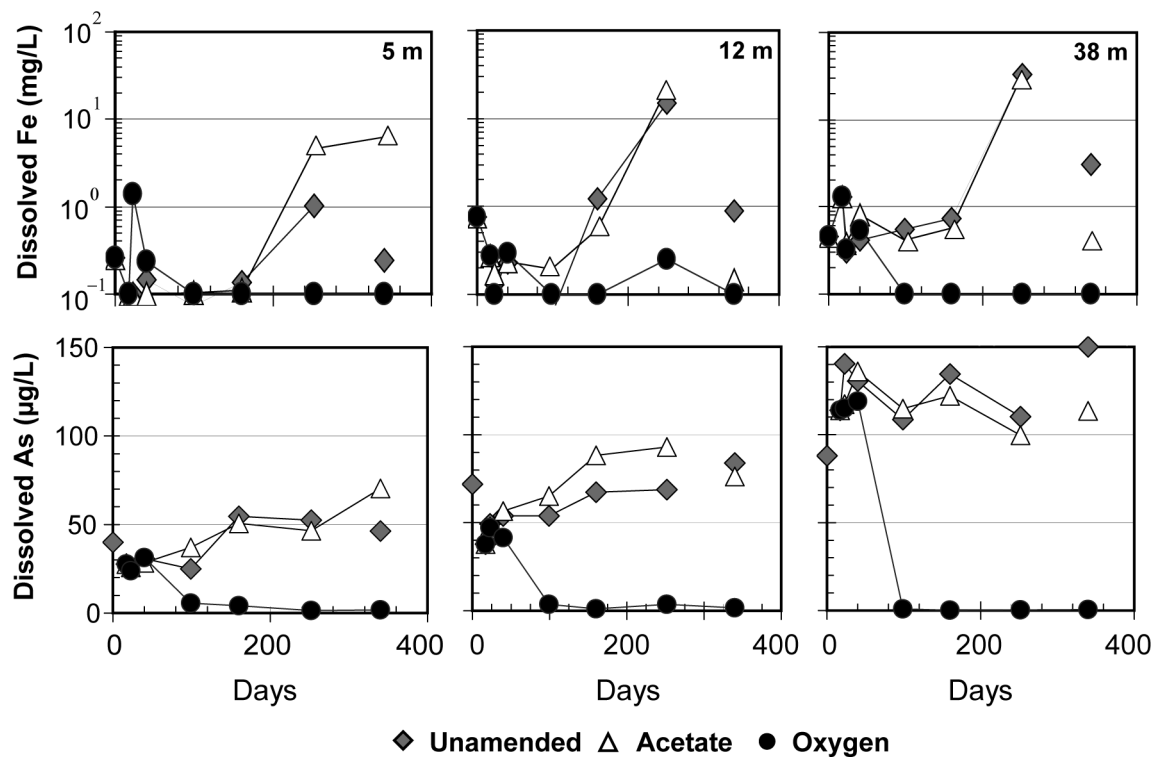 Dissolved Fe (mg/L)
10²
10¹
10⁰
10⁻¹
5 m
12 m
38 m
Dissolved As (µg/L)
150
100
50
0
0 200 400
0 200 400
0 200 400
Days
Days
Days
Unamended Acetate Oxygen